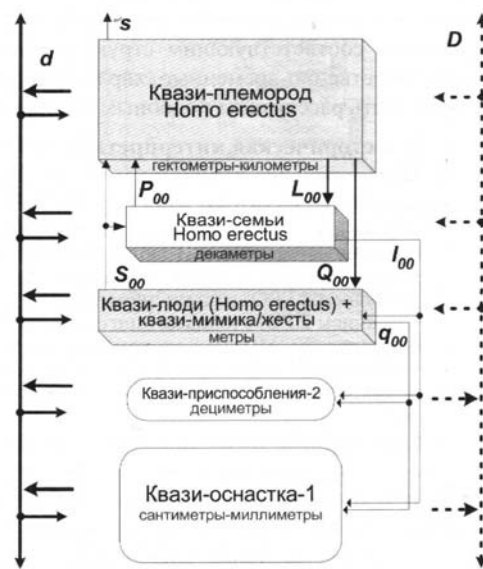 s
d
D
Квази-племород
Homo erectus
гектометры-километры
P00
L00
Квази-семьи
Homo erectus
декаметры
l00
S00
Q00
Квази-люди (Homo erectus) +
квази-мимика/жесты
метры
q00
Квази-приспособления-2
дециметры
Квази-оснастка-1
сантиметры-миллиметры